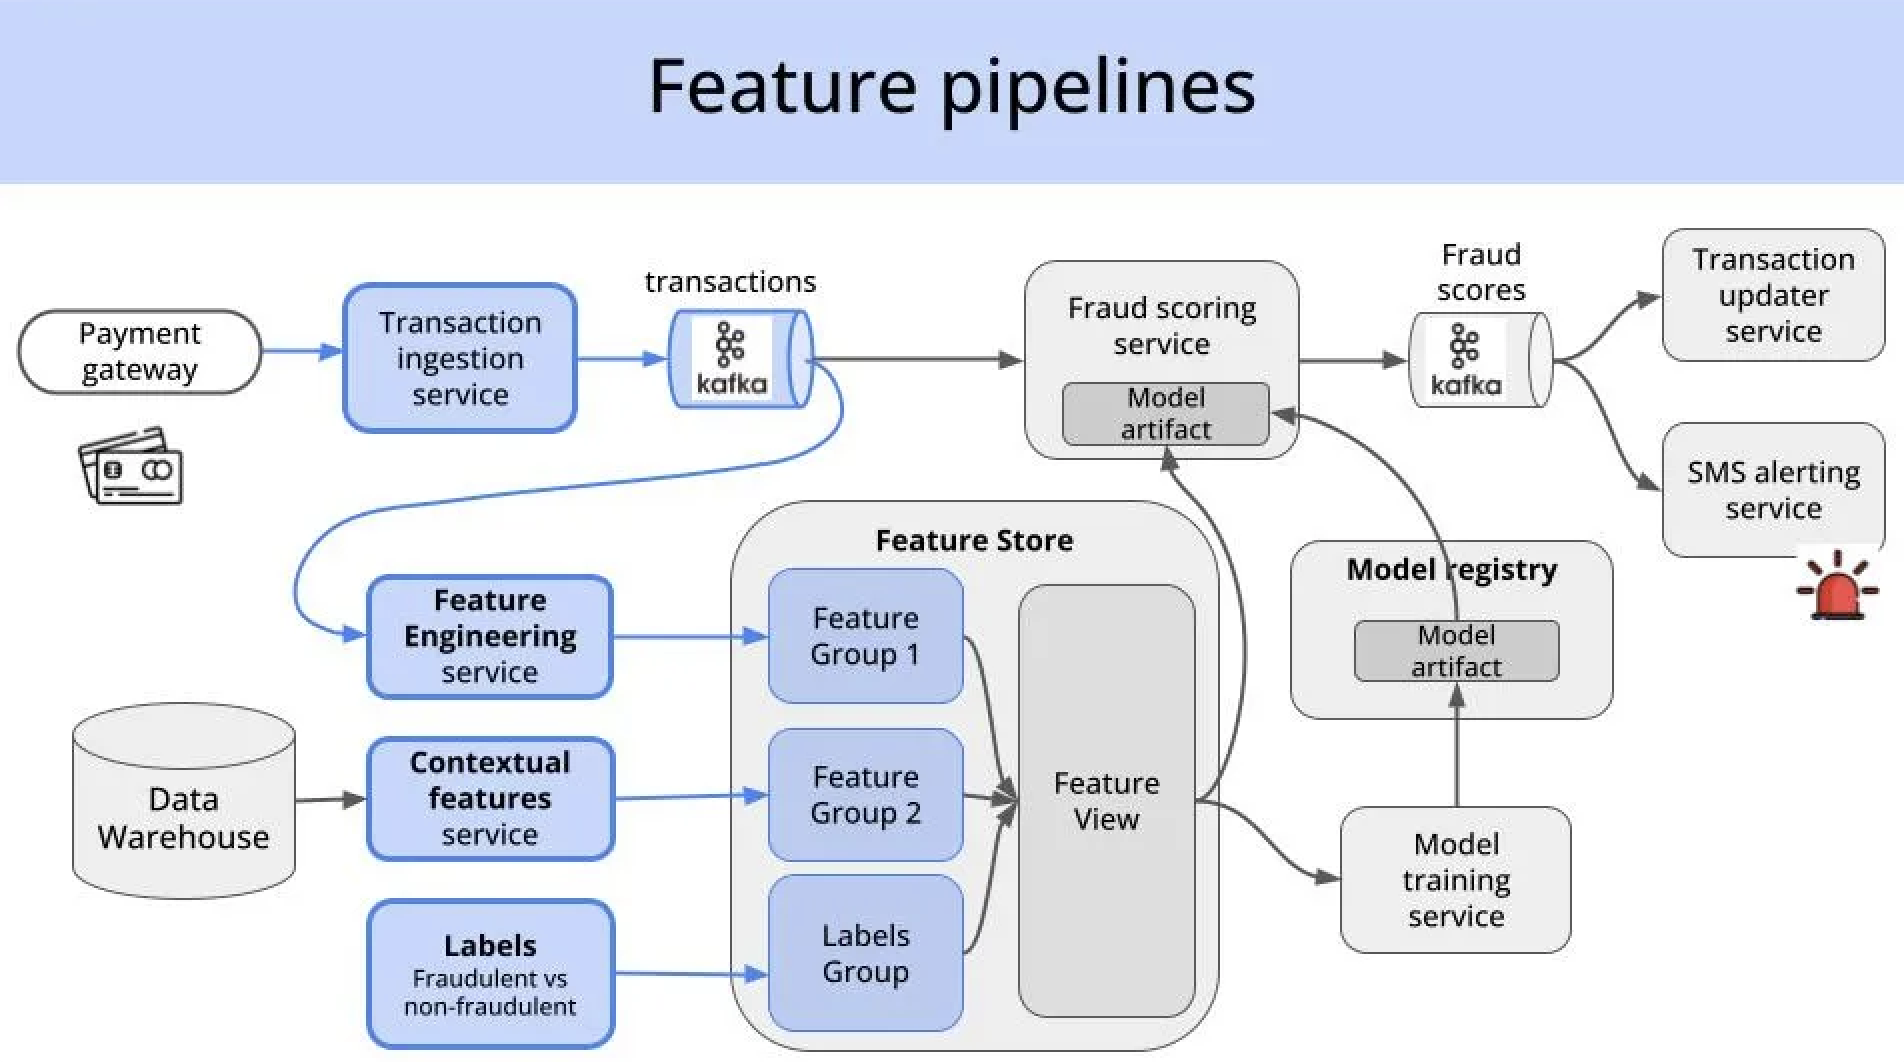 Feature pipelines
Payment
gateway
Transaction
ingestion
service
transactions
kafka
Fraud scoring
service
Model
artifact
Fraud
scores
kafka
Transaction
updater
service
SMS alerting
service
Feature
Engineering
service
Data
Warehouse
Contextual
features
service
Labels
Fraudulent vs
non-fraudulent
Feature Store
Feature
Group 1
Feature
Group 2
Labels
Group
Feature
View
Model registry
Model
artifact
Model
training
service